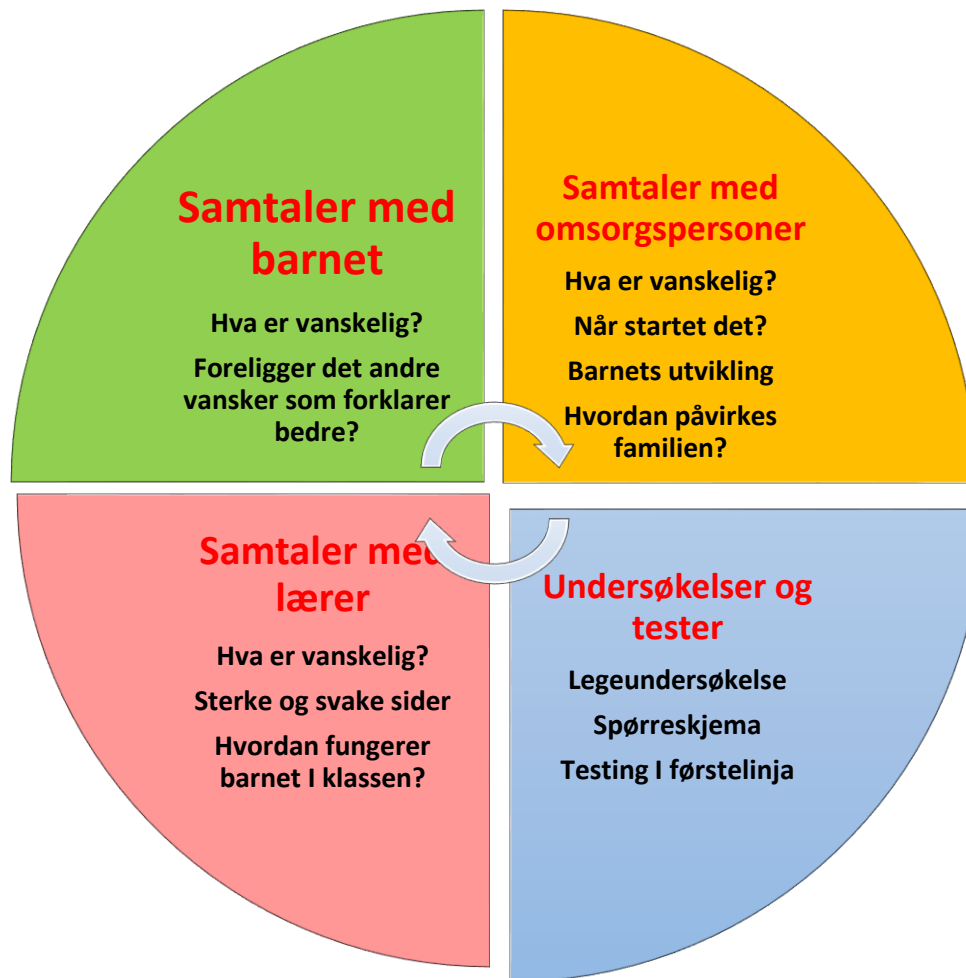 Samtaler med
barnet
Hva er vanskelig?
Foreligger det andre
vansker som forklarer
bedre?
Samtaler med
omsorgspersoner
Hva er vanskelig?
Når startet det?
Barnets utvikling
Hvordan påvirkes
familien?
Samtaler med
lærer
Hva er vanskelig?
Sterke og svake sider
Hvordan fungerer
barnet I klassen?
Undersøkelser og
tester
Legeundersøkelse
Spørreskjema
Testing I førstelinja